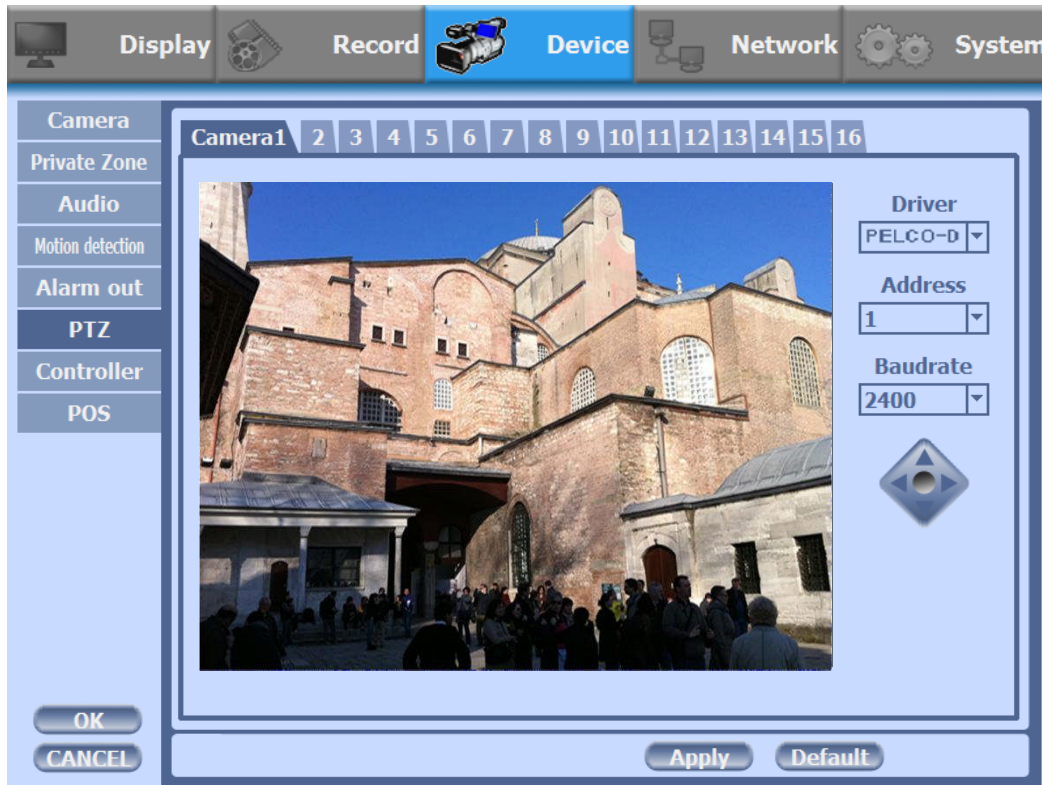 Display
Record
Device
Network
System
Camera
Private Zone
Audio
Motion detection
Alarm out
PTZ
Controller
POS
OK
CANCEL
Camera1 2 3 4 5 6 7 8 9 10 11 12 13 14 15 16
Driver
PELCO-D
Address
1
Baudrate
2400
Apply
Default